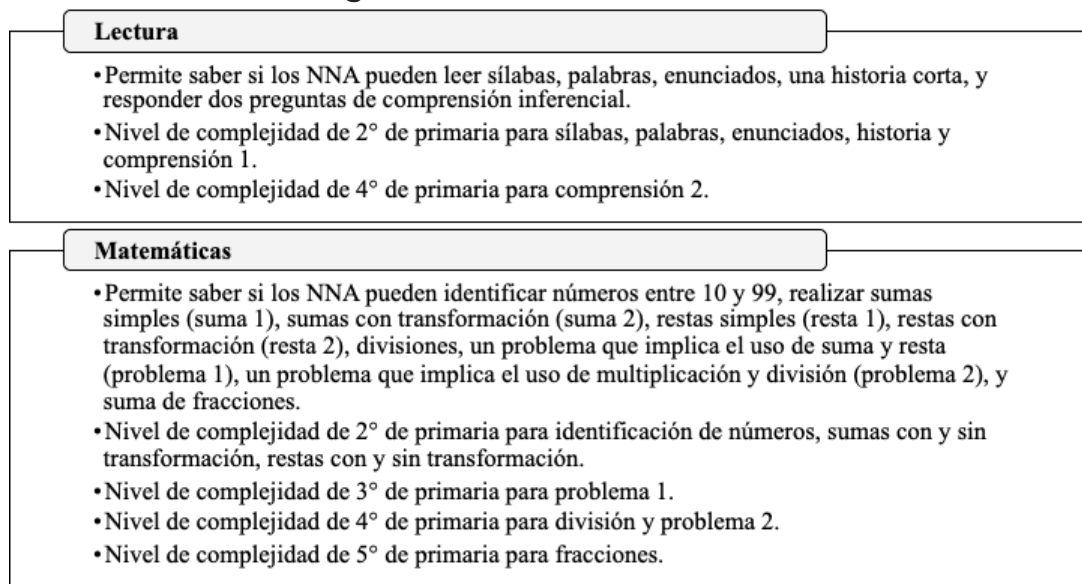 Lectura
•Permite saber si los NNA pueden leer sílabas, palabras, enunciados, una historia corta, y
responder dos preguntas de comprensión inferencial.
•Nivel de complejidad de 2° de primaria para sílabas, palabras, enunciados, historia y
comprensión 1.
•Nivel de complejidad de 4° de primaria para comprensión 2.
Matemáticas
•Permite saber si los NNA pueden identificar números entre 10 y 99, realizar sumas
simples (suma 1), sumas con transformación (suma 2), restas simples (resta 1), restas con
transformación (resta 2), divisiones, un problema que implica el uso de suma y resta
(problema 1), un problema que implica el uso de multiplicación y división (problema 2), y
suma de fracciones.
•Nivel de complejidad de 2° de primaria para identificación de números, sumas con y sin
transformación, restas con y sin transformación.
•Nivel de complejidad de 3° de primaria para problema 1.
•Nivel de complejidad de 4° de primaria para división y problema 2.
•Nivel de complejidad de 5° de primaria para fracciones.